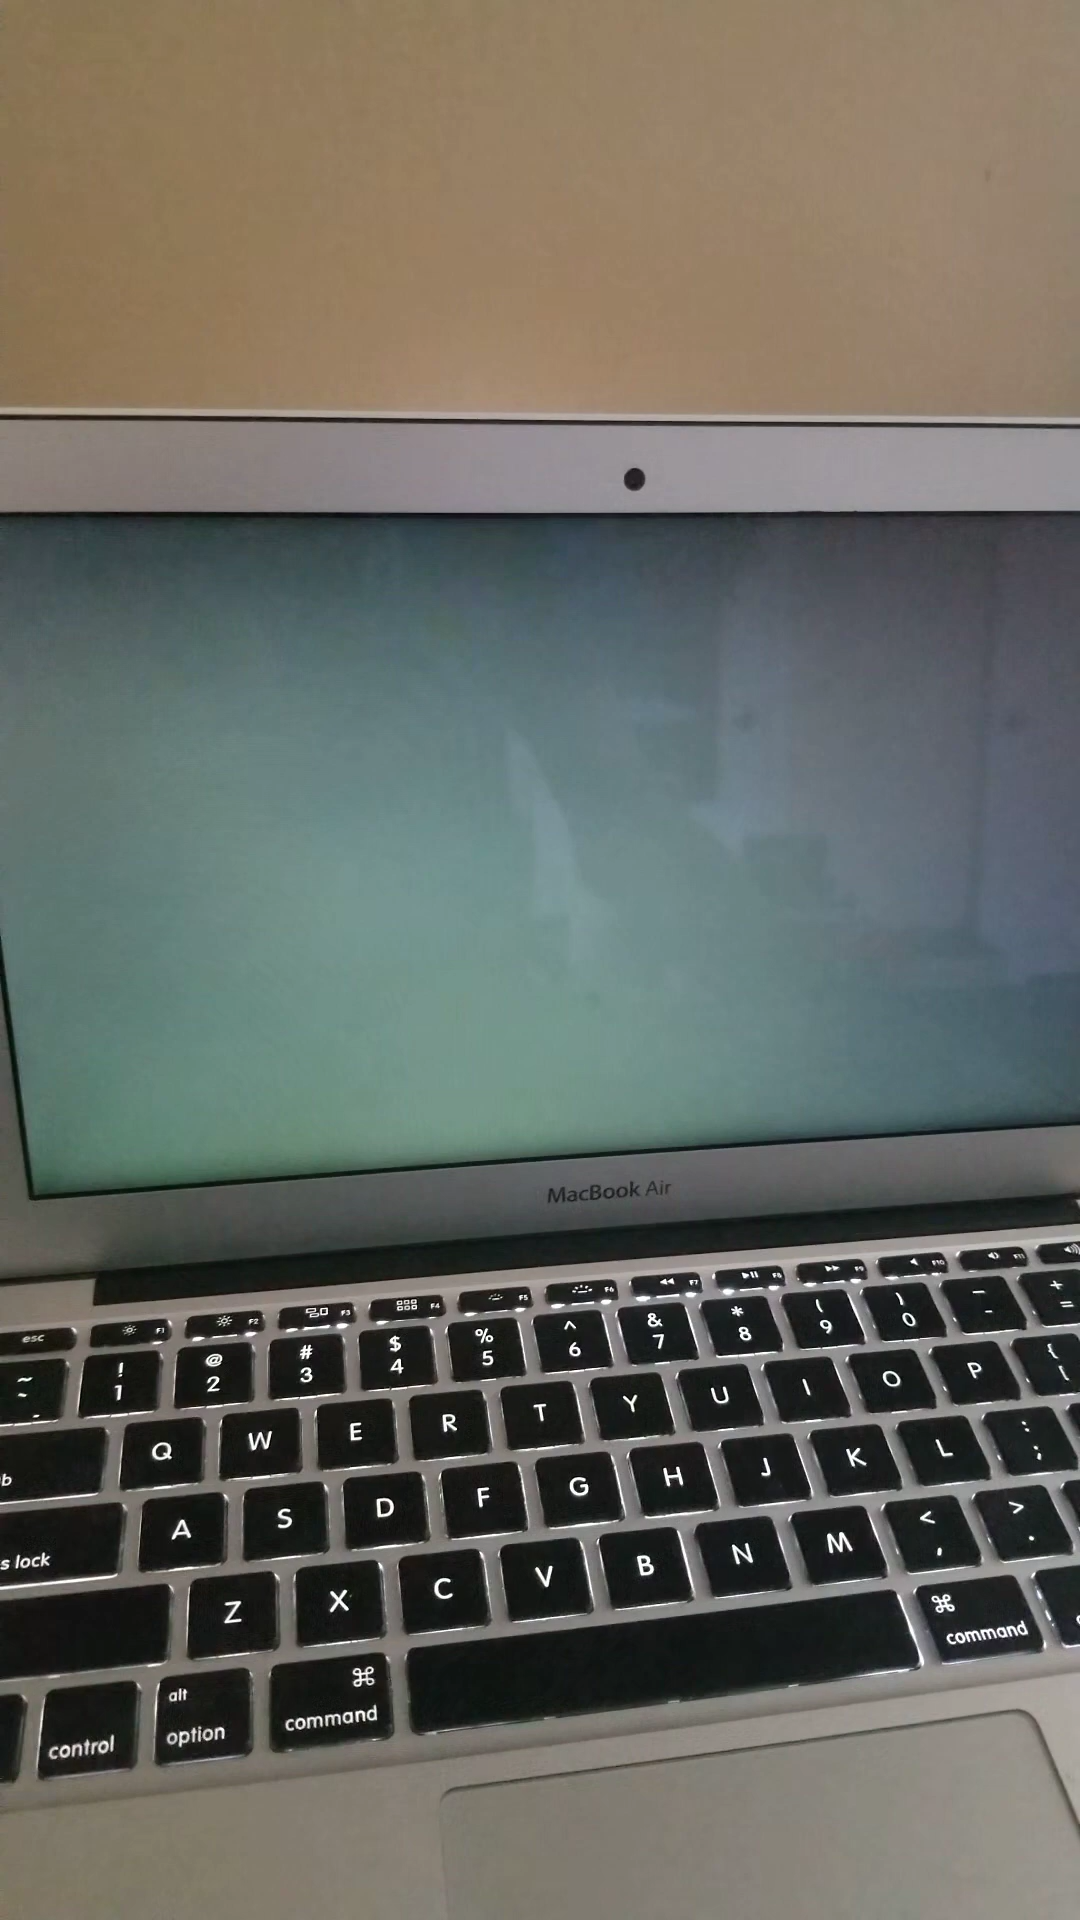 MacBook Air
esc F1 F2 F3 F4 F5 F6 F7 F8 F9 F10 F11
~ ` ! 1 @ 2 # 3 $ 4 % 5 ^ 6 & 7 * 8 ( 9 ) 0 _ - + =
b Q W E R T Y U I O P { [
s lock A S D F G H J K L : ;
Z X C V B N M < , > .
control alt option ⌘ command ⌘ command